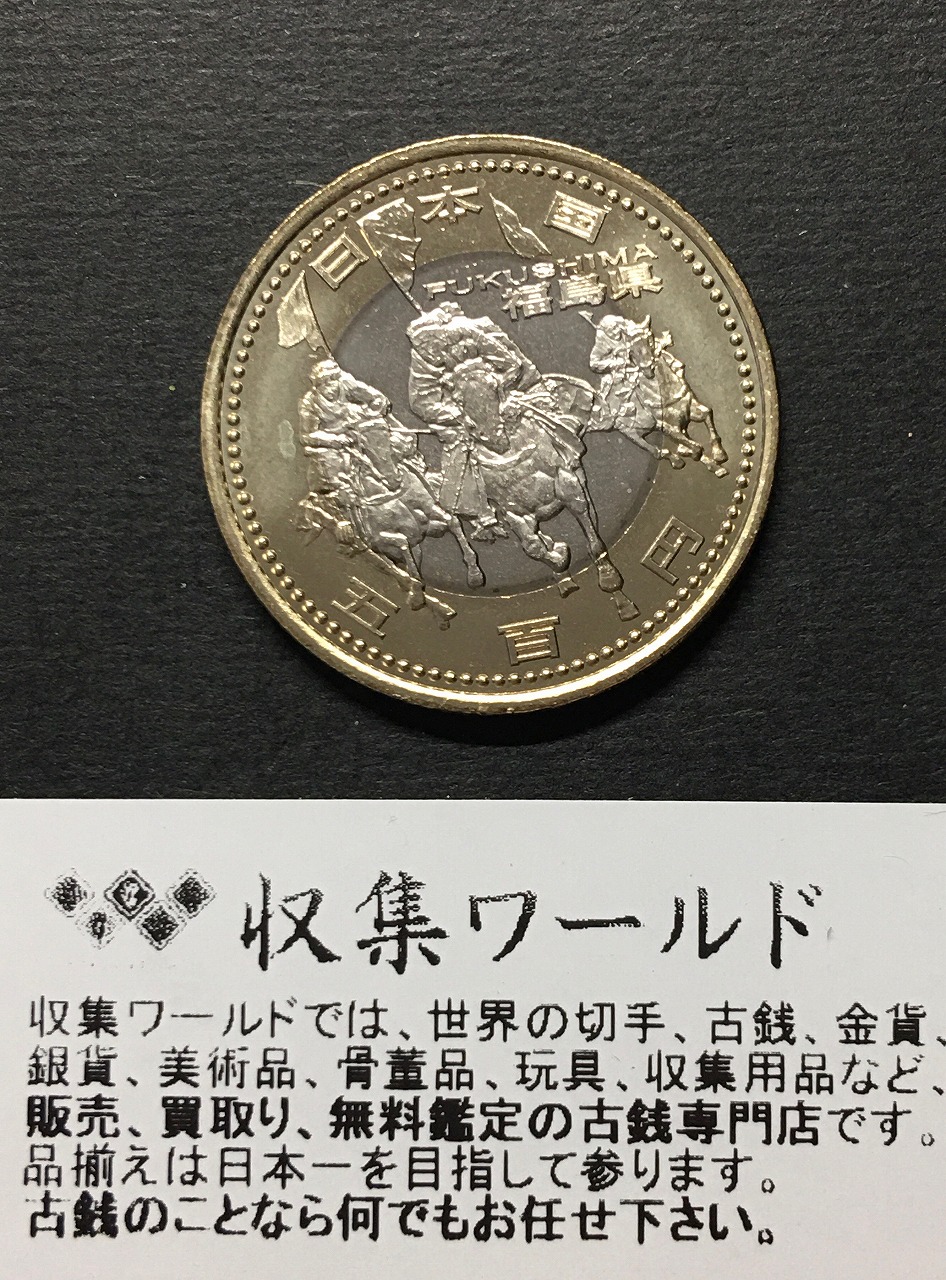 日本国
FUKUSHIMA
福島県
五百円
収集ワールド
収集ワールドでは、世界の切手、古銭、金貨、
銀貨、美術品、骨董品、玩具、収集用品など、
販売、買取り、無料鑑定の古銭専門店です。
品揃えは日本一を目指して参ります。
古銭のことなら何でもお任せ下さい。